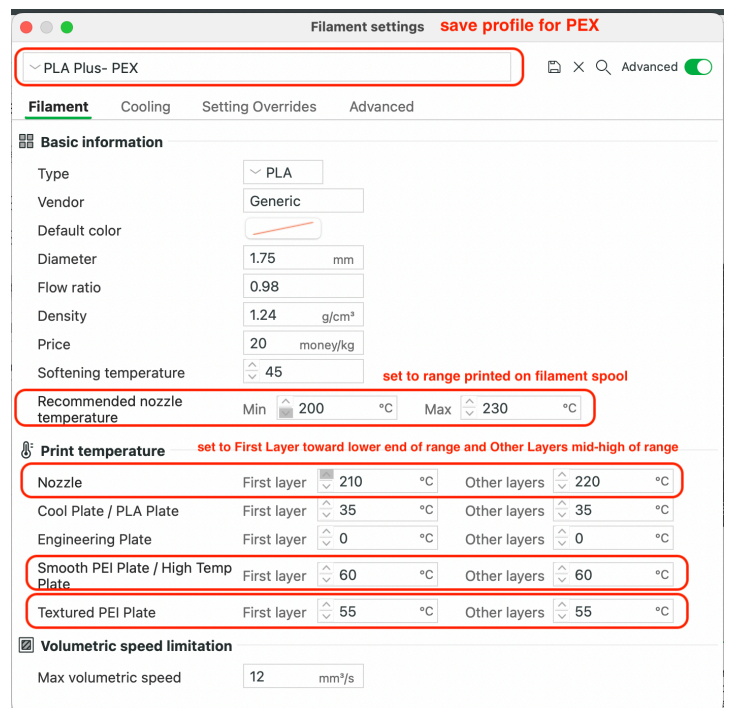 Filament settings save profile for PEX
PLA Plus- PEX
Advanced
Filament Cooling Setting Overrides Advanced
Basic information
Type PLA
Vendor Generic
Default color
Diameter 1.75 mm
Flow ratio 0.98
Density 1.24 g/cm³
Price 20 money/kg
Softening temperature 45
set to range printed on filament spool
Recommended nozzle
temperature Min 200 °C Max 230 °C
Print temperature set to First Layer toward lower end of range and Other Layers mid-high of range
Nozzle First layer 210 °C Other layers 220 °C
Cool Plate / PLA Plate First layer 35 °C Other layers 35 °C
Engineering Plate First layer 0 °C Other layers 0 °C
Smooth PEI Plate / High Temp
Plate First layer 60 °C Other layers 60 °C
Textured PEI Plate First layer 55 °C Other layers 55 °C
Volumetric speed limitation
Max volumetric speed 12 mm³/s